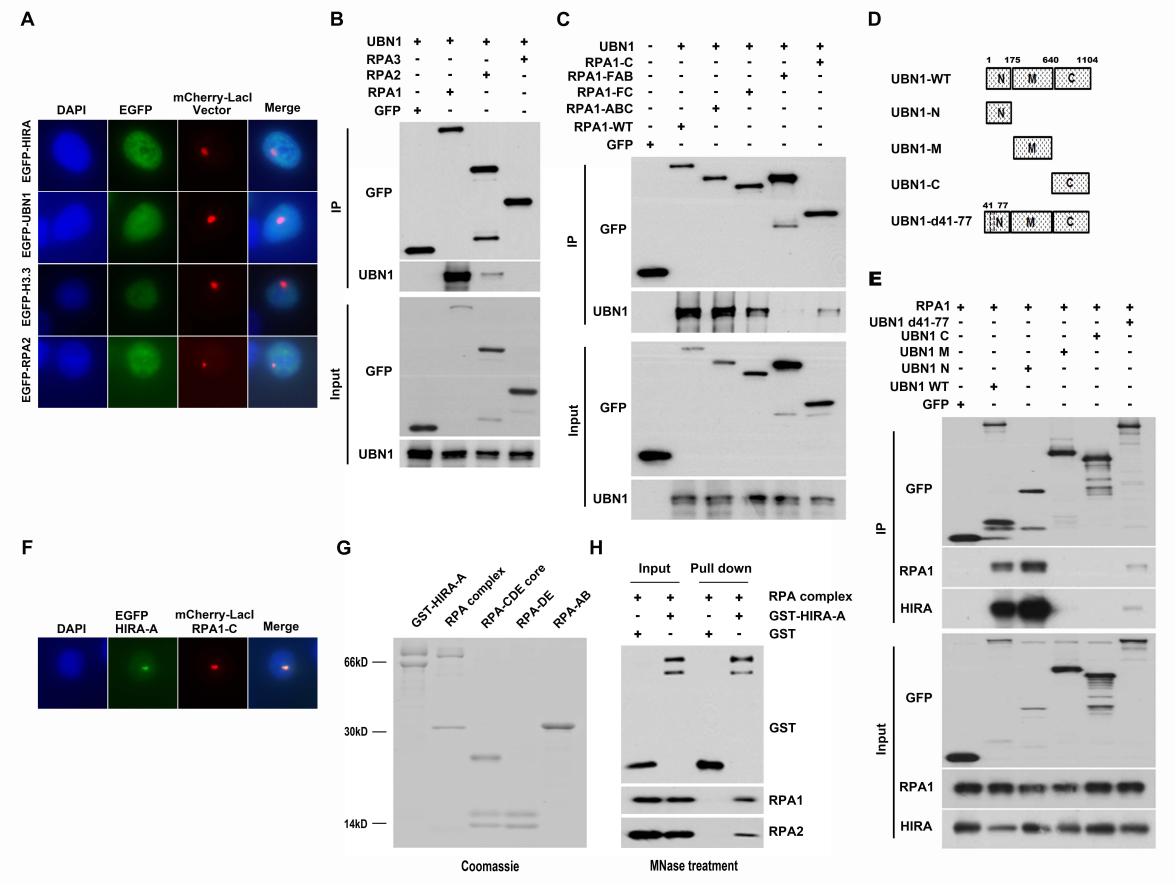 A
mCherry-LacI
DAPI EGFP Vector Merge
EGFP-HIRA
EGFP-UBN1
EGFP-H3.3
EGFP-RPA2
B
UBN1 + + + +
RPA3 - - - +
RPA2 - - + -
RPA1 - + - -
GFP + - - -
IP
GFP
UBN1
Input
GFP
UBN1
C
UBN1 - + + + + +
RPA1-C - - - - - +
RPA1-FAB - - - - + -
RPA1-FC - - - + - -
RPA1-ABC - - + - - -
RPA1-WT - + - - - -
GFP + - - - - -
IP
GFP
UBN1
Input
GFP
UBN1
D
1 175 640 1104
UBN1-WT N M C
UBN1-N N
UBN1-M M
UBN1-C C
41 77
UBN1-d41-77 N M C
E
RPA1 + + + + + +
UBN1 d41-77 - - - - - +
UBN1 C - - - - + -
UBN1 M - - - + - -
UBN1 N - - + - - -
UBN1 WT - + - - - -
GFP + - - - - -
IP
GFP
RPA1
HIRA
Input
GFP
RPA1
HIRA
F
EGFP mCherry-LacI
DAPI HIRA-A RPA1-C Merge
G
GST-HIRA-A
RPA complex
RPA-CDE core
RPA-DE
RPA-AB
66kD
30kD
14kD
Coomassie
H
Input Pull down
+ + + + RPA complex
- + - + GST-HIRA-A
+ - + - GST
GST
RPA1
RPA2
MNase treatment